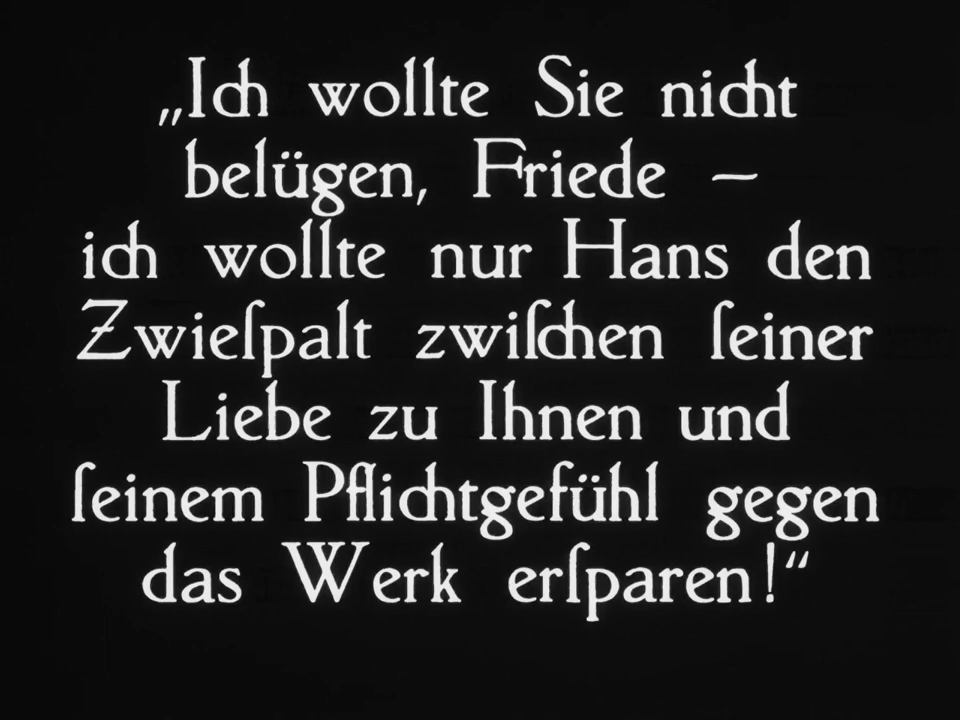 „Ich wollte Sie nicht
belügen, Friede –
ich wollte nur Hans den
Zwieſpalt zwiſchen ſeiner
Liebe zu Ihnen und
ſeinem Pflichtgefühl gegen
das Werk erſparen!“